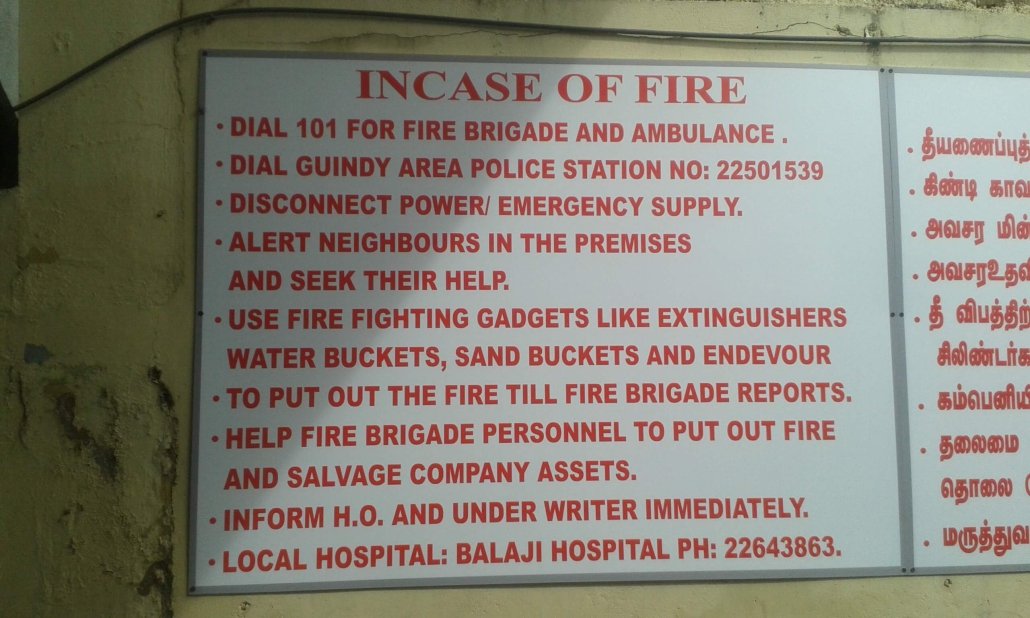 INCASE OF FIRE
· DIAL 101 FOR FIRE BRIGADE AND AMBULANCE .
· DIAL GUINDY AREA POLICE STATION NO: 22501539
· DISCONNECT POWER/ EMERGENCY SUPPLY.
· ALERT NEIGHBOURS IN THE PREMISES
AND SEEK THEIR HELP.
· USE FIRE FIGHTING GADGETS LIKE EXTINGUISHERS
WATER BUCKETS, SAND BUCKETS AND ENDEVOUR
· TO PUT OUT THE FIRE TILL FIRE BRIGADE REPORTS.
· HELP FIRE BRIGADE PERSONNEL TO PUT OUT FIRE
AND SALVAGE COMPANY ASSETS.
· INFORM H.O. AND UNDER WRITER IMMEDIATELY.
· LOCAL HOSPITAL: BALAJI HOSPITAL PH: 22643863.
. கிண்டி
. அவசர
. தீ
.
. தலைமை
தொலை